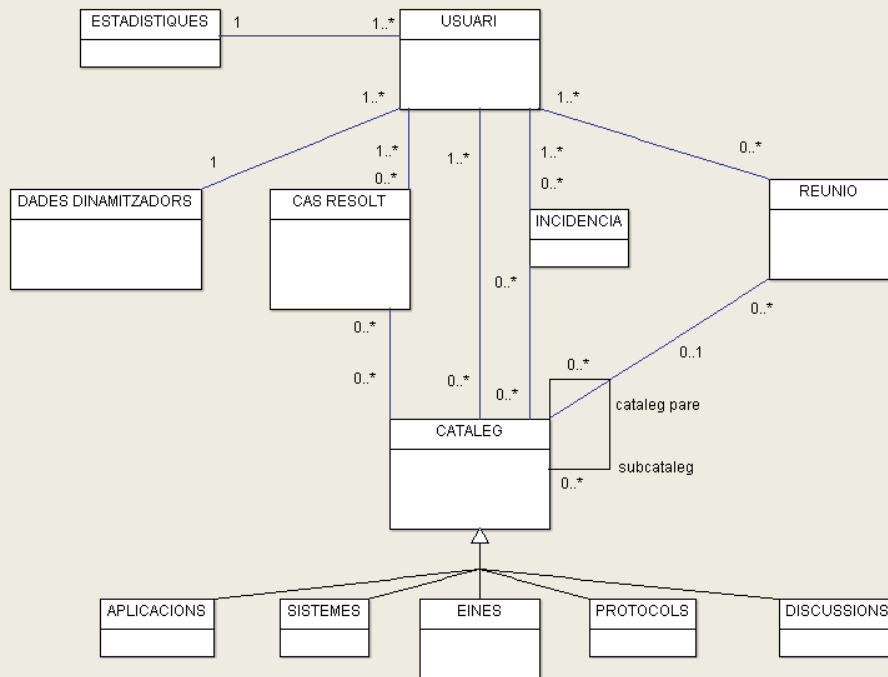 ESTADISTIQUES
1
1..*
USUARI
1..*
1..*
1
1..*
1..*
1..*
0..*
0..*
0..*
DADES DINAMITZADORS
CAS RESOLT
INCIDENCIA
REUNIO
0..*
0..*
0..*
0..*
0..1
0..*
0..*
0..*
0..*
cataleg pare
CATALEG
subcataleg
0..*
APLICACIONS
SISTEMES
EINES
PROTOCOLS
DISCUSSIONS